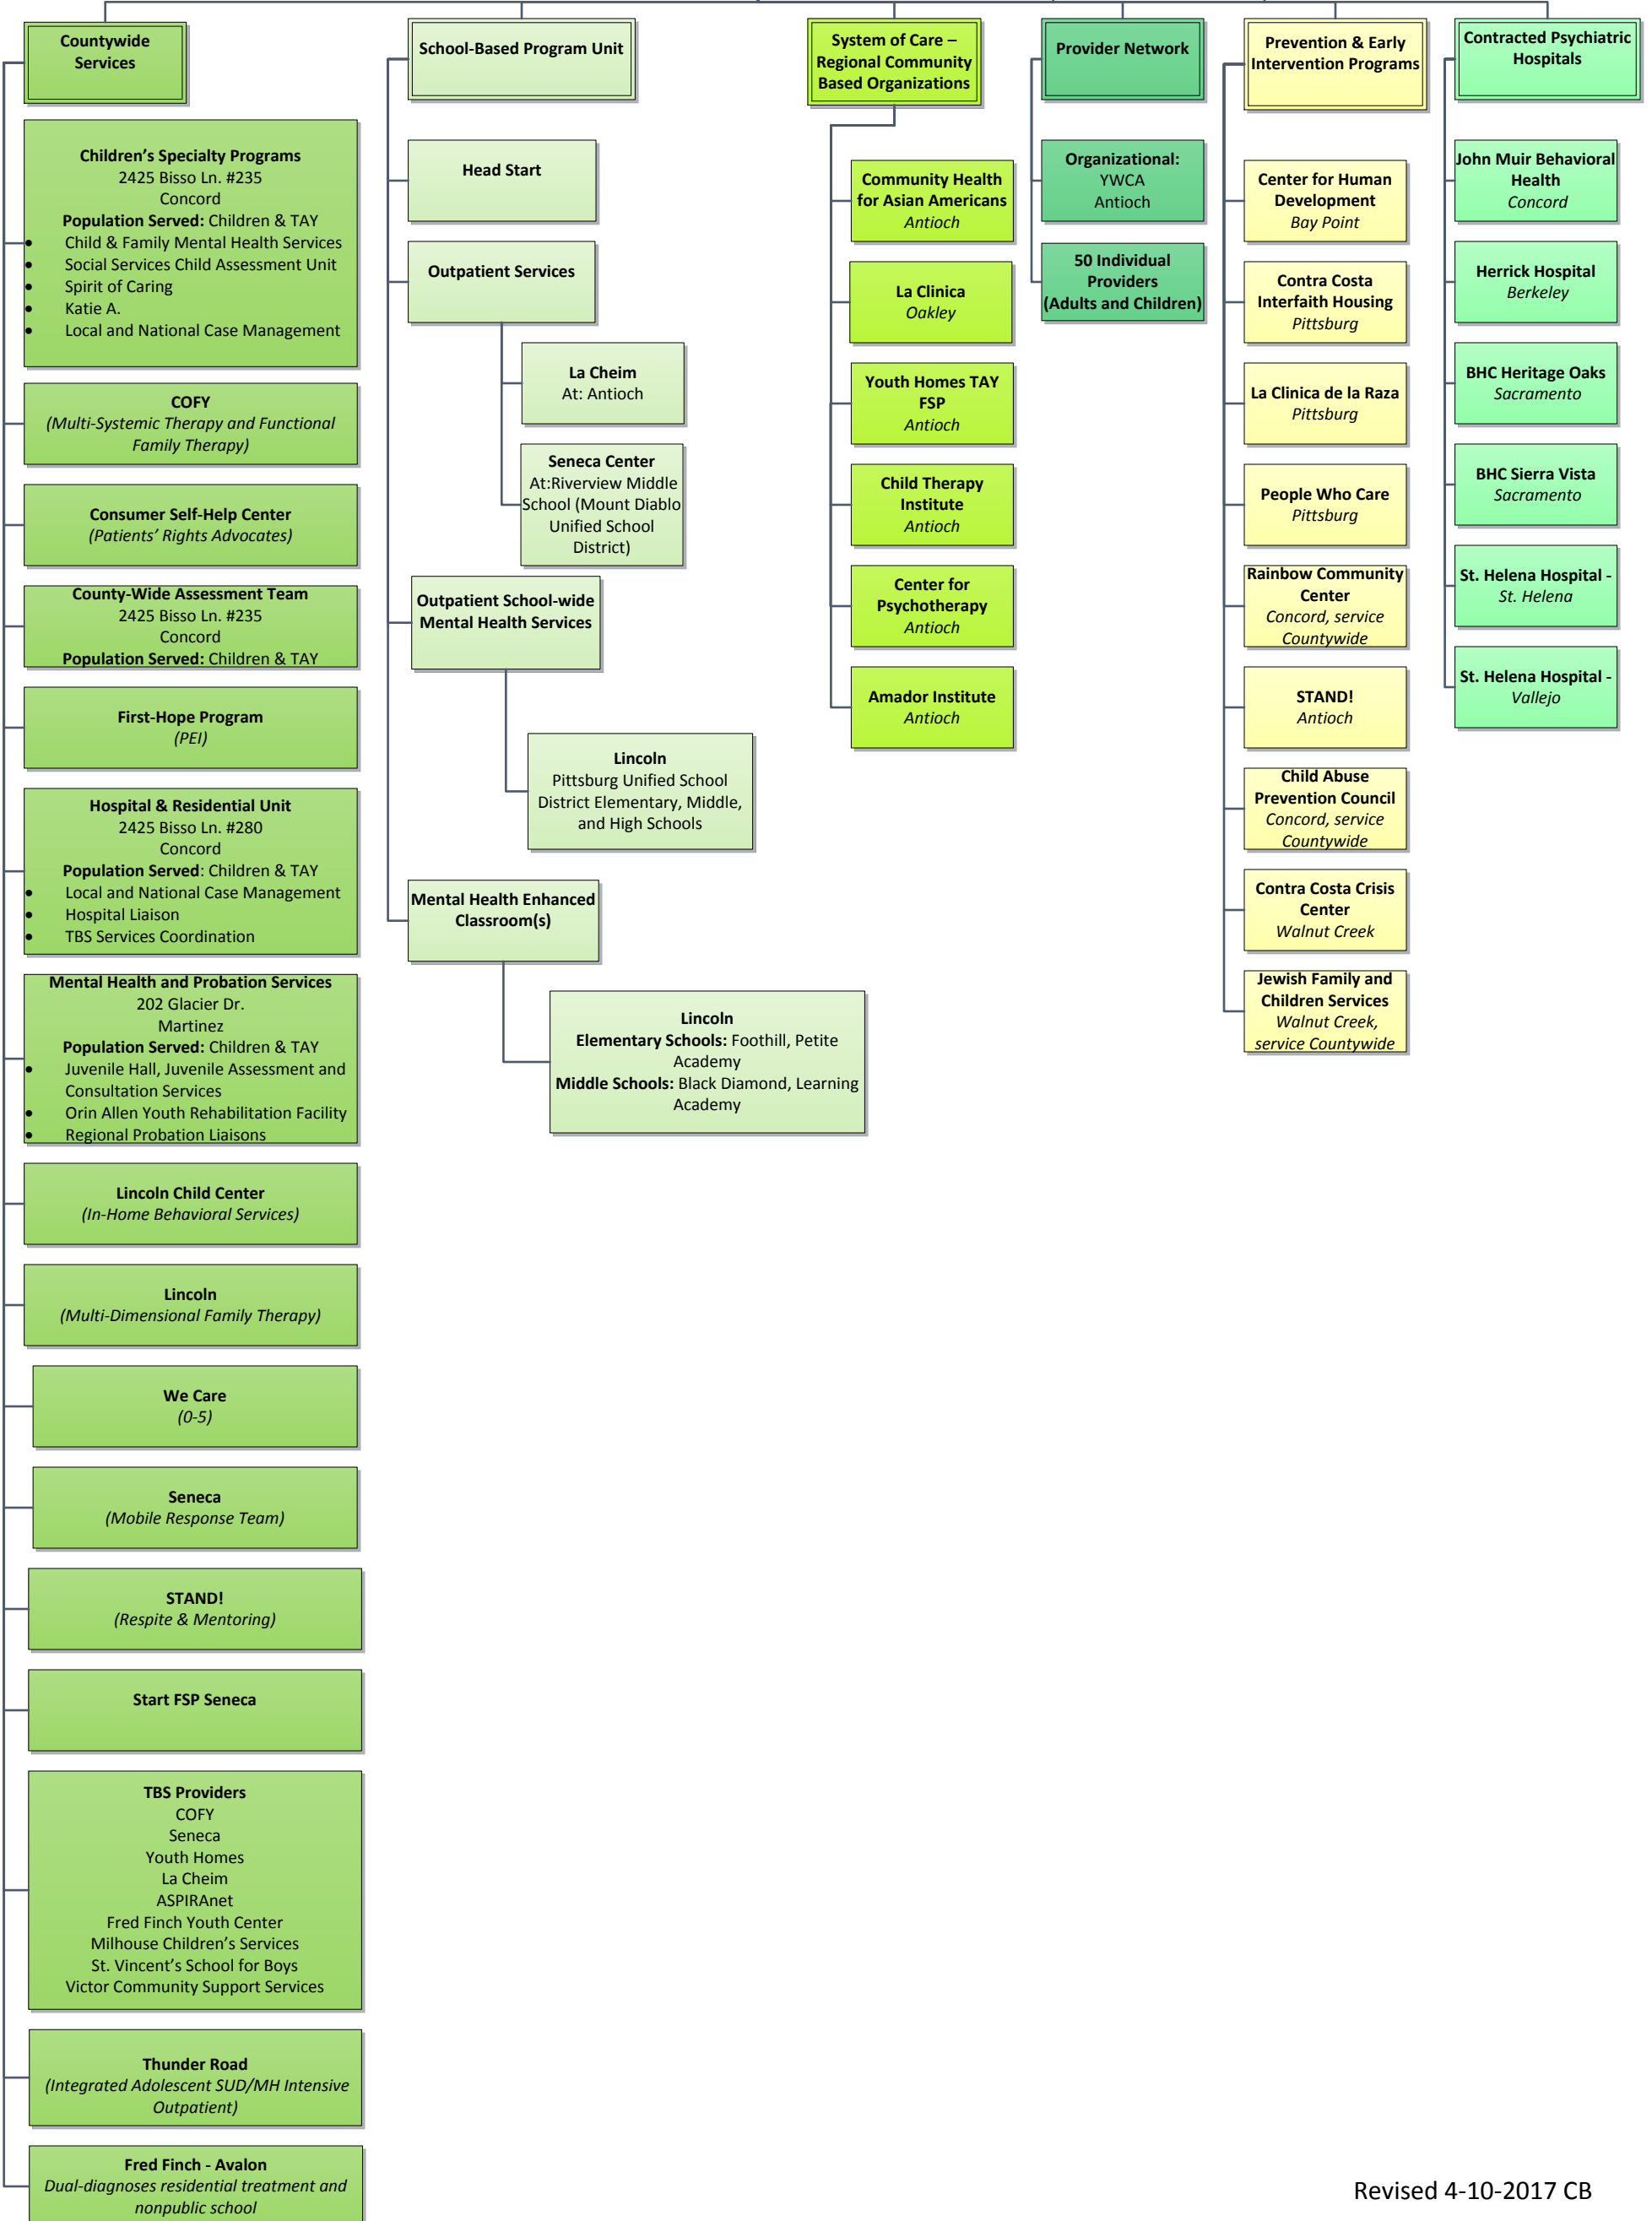 Countywide
Services
Children's Specialty Programs
2425 Bisso Ln. #235
Concord
Population Served: Children & TAY
• Child & Family Mental Health Services
• Social Services Child Assessment Unit
• Spirit of Caring
• Katie A.
• Local and National Case Management
COFY
(Multi-Systemic Therapy and Functional
Family Therapy)
Consumer Self-Help Center
(Patients' Rights Advocates)
County-Wide Assessment Team
2425 Bisso Ln. #235
Concord
Population Served: Children & TAY
First-Hope Program
(PEI)
Hospital & Residential Unit
2425 Bisso Ln. #280
Concord
Population Served: Children & TAY
• Local and National Case Management
• Hospital Liaison
• TBS Services Coordination
Mental Health and Probation Services
202 Glacier Dr.
Martinez
Population Served: Children & TAY
• Juvenile Hall, Juvenile Assessment and
Consultation Services
• Orin Allen Youth Rehabilitation Facility
• Regional Probation Liaisons
Lincoln Child Center
(In-Home Behavioral Services)
Lincoln
(Multi-Dimensional Family Therapy)
We Care
(0-5)
Seneca
(Mobile Response Team)
STAND!
(Respite & Mentoring)
Start FSP Seneca
TBS Providers
COFY
Seneca
Youth Homes
La Cheim
ASPIRAnet
Fred Finch Youth Center
Milhouse Children's Services
St. Vincent's School for Boys
Victor Community Support Services
Thunder Road
(Integrated Adolescent SUD/MH Intensive
Outpatient)
Fred Finch - Avalon
Dual-diagnoses residential treatment and
nonpublic school
School-Based Program Unit
Head Start
Outpatient Services
La Cheim
At: Antioch
Seneca Center
At:Riverview Middle
School (Mount Diablo
Unified School
District)
Outpatient School-wide
Mental Health Services
Lincoln
Pittsburg Unified School
District Elementary, Middle,
and High Schools
Mental Health Enhanced
Classroom(s)
Lincoln
Elementary Schools: Foothill, Petite
Academy
Middle Schools: Black Diamond, Learning
Academy
System of Care –
Regional Community
Based Organizations
Community Health
for Asian Americans
Antioch
La Clinica
Oakley
Youth Homes TAY
FSP
Antioch
Child Therapy
Institute
Antioch
Center for
Psychotherapy
Antioch
Amador Institute
Antioch
Provider Network
Organizational:
YWCA
Antioch
50 Individual
Providers
(Adults and Children)
Prevention & Early
Intervention Programs
Center for Human
Development
Bay Point
Contra Costa
Interfaith Housing
Pittsburg
La Clinica de la Raza
Pittsburg
People Who Care
Pittsburg
Rainbow Community
Center
Concord, service
Countywide
STAND!
Antioch
Child Abuse
Prevention Council
Concord, service
Countywide
Contra Costa Crisis
Center
Walnut Creek
Jewish Family and
Children Services
Walnut Creek,
service Countywide
Contracted Psychiatric
Hospitals
John Muir Behavioral
Health
Concord
Herrick Hospital
Berkeley
BHC Heritage Oaks
Sacramento
BHC Sierra Vista
Sacramento
St. Helena Hospital -
St. Helena
St. Helena Hospital -
Vallejo
Revised 4-10-2017 CB